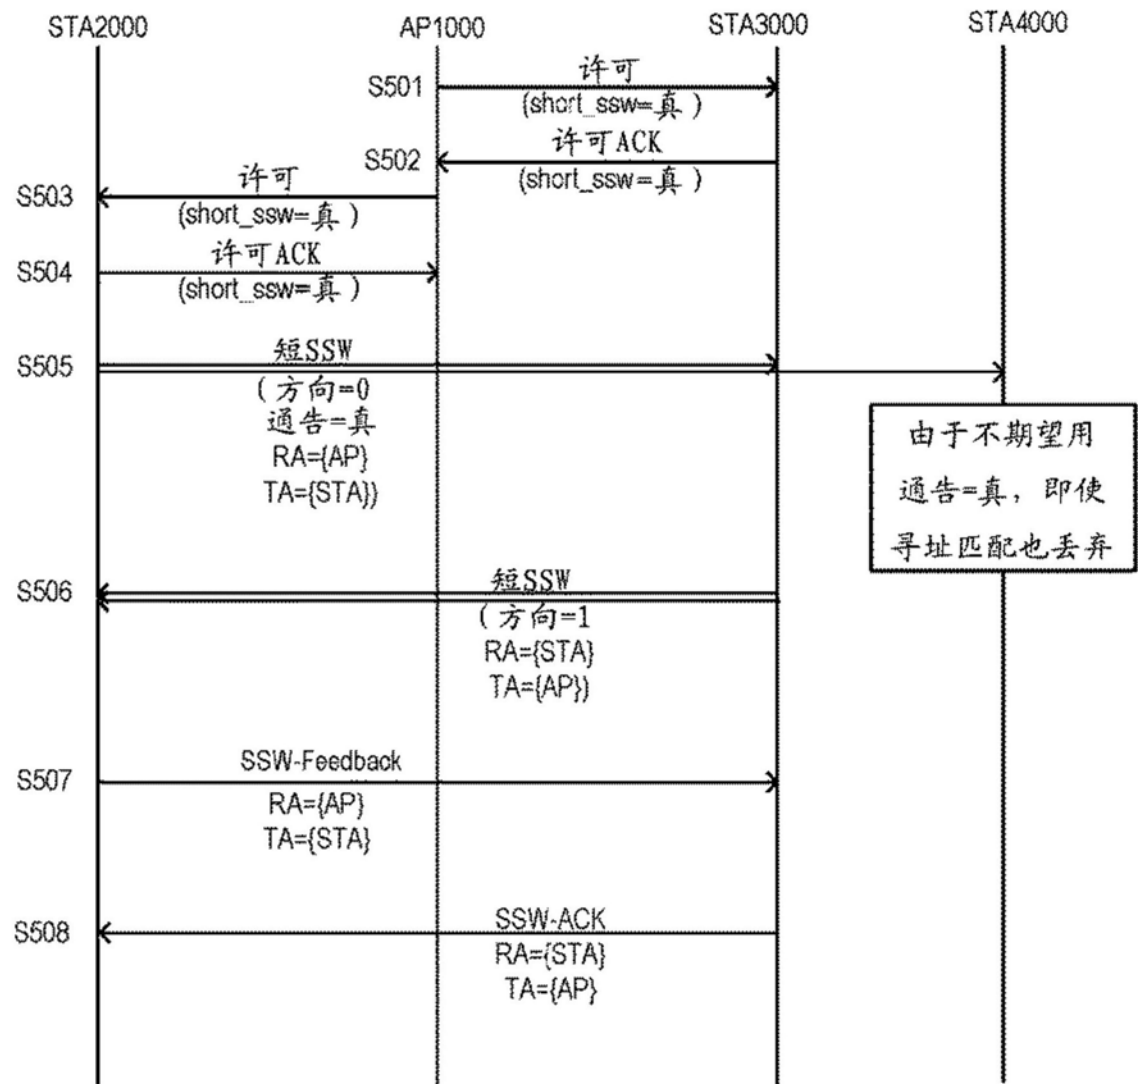 STA2000
AP1000
STA3000
STA4000
S501
许可
(short_ssw=真)
S502
许可ACK
(short_ssw=真)
S503
许可
(short_ssw=真)
S504
许可ACK
(short_ssw=真)
S505
短SSW
(方向=0
通告=真
RA={AP}
TA={STA})
由于不期望用
通告=真，即使
寻址匹配也丢弃
S506
短SSW
(方向=1
RA={STA}
TA={AP})
S507
SSW-Feedback
RA={AP}
TA={STA}
S508
SSW-ACK
RA={STA}
TA={AP}